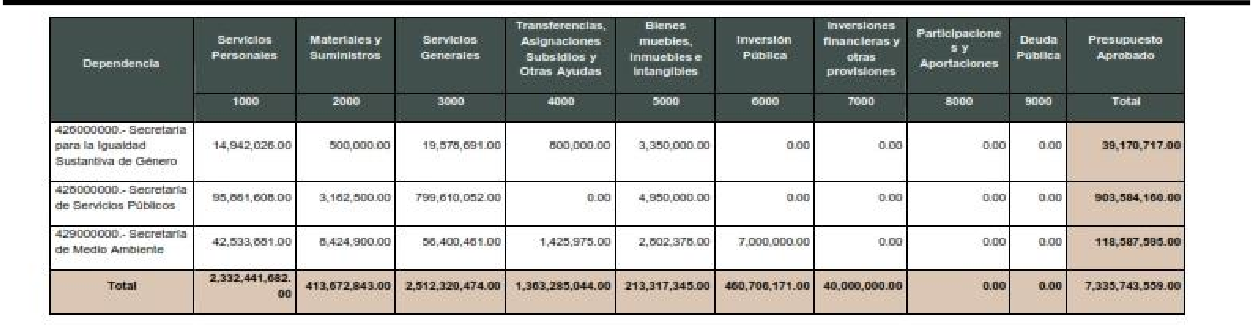 Dependencia
Servicios
Personales
Materiales y
Suministros
Servicios
Generales
Transferencias,
Asignaciones
Subsidios y
Otras Ayudas
Bienes
muebles,
inmuebles e
intangibles
Inversión
Pública
Inversiones
financieras y
otras
provisiones
Participacione
s y
Aportaciones
Deuda
Pública
Presupuesto
Aprobado
1000 2000 3000 4000 5000 6000 7000 8000 9000 Total
Secretaría
para la Igualdad
Sustantiva de Género
14,942,026.00 500,000.00 19,578,691.00 800,000.00 3,350,000.00 0.00 0.00 0.00 0.00 39,170,717.00
Secretaría
de Servicios Públicos
95,861,608.00 3,162,500.00 799,610,052.00 0.00 4,950,000.00 0.00 0.00 0.00 0.00 903,584,160.00
429000000.- Secretaría
de Medio Ambiente
42,533,881.00 8,424,900.00 56,400,461.00 1,425,975.00 2,802,378.00 7,000,000.00 0.00 0.00 0.00 118,587,595.00
Total
2,332,441,682.
00
413,672,843.00 2,512,320,474.00 1,363,285,044.00 213,317,345.00 460,706,171.00 40,000,000.00 0.00 0.00 7,335,743,559.00